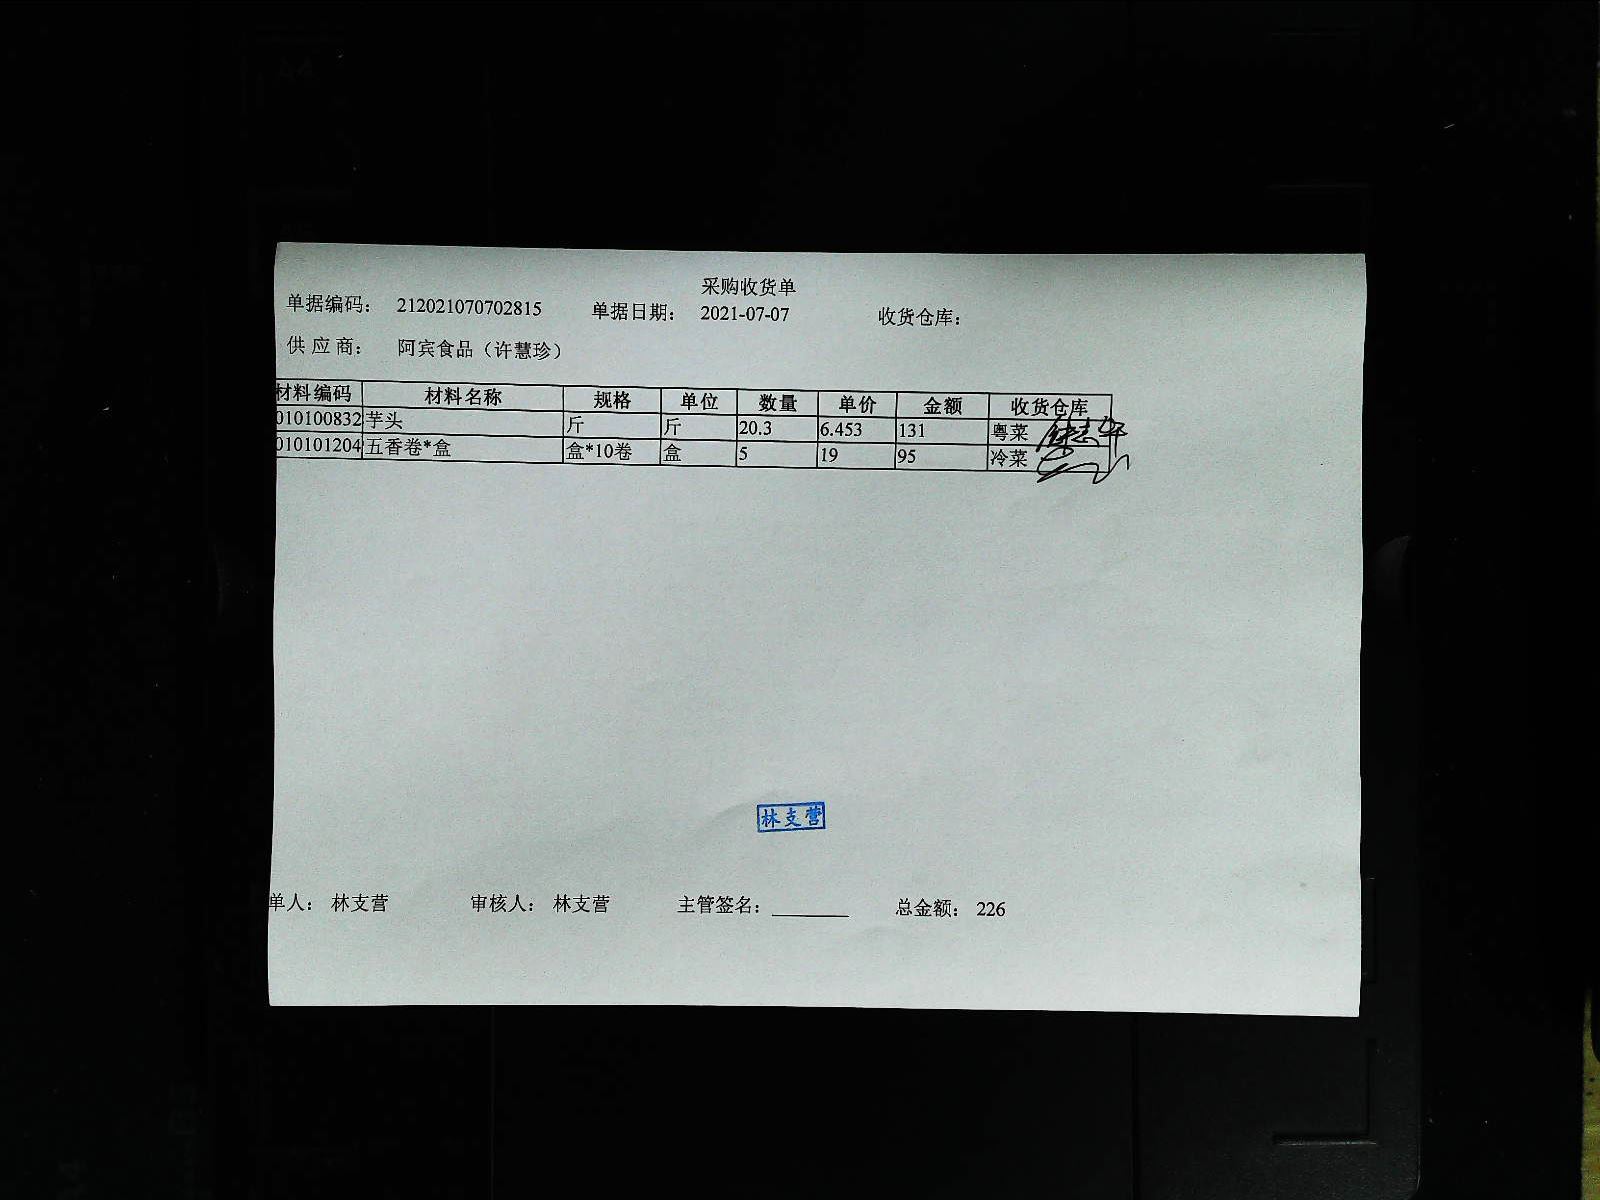 采购收货单
单据编码： 212021070702815 单据日期： 2021-07-07 收货仓库：
供 应 商： 阿宾食品（许慧珍）
材料编码 材料名称 规格 单位 数量 单价 金额 收货仓库
010100832 芋头 斤 斤 20.3 6.453 131 粤菜
010101204 五香卷*盒 盒*10卷 盒 5 19 95 冷菜
林支营
单人： 林支营 审核人： 林支营 主管签名： 总金额： 226